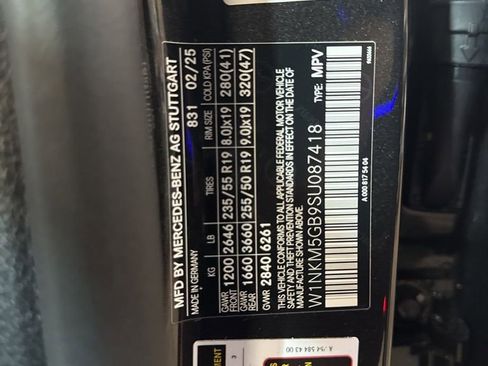 MFD BY MERCEDES-BENZ AG STUTTGART
MADE IN GERMANY 831 02/25
KG LB TIRES RIM SIZE COLD KPA(PSI)
GAWR FRONT 1200 2646 235/55 R19 8.0Jx19 280(41)
GAWR REAR 1660 3660 255/50 R19 9.0Jx19 320(47)
GVWR 2840/6261
THIS VEHICLE CONFORMS TO ALL APPLICABLE FEDERAL MOTOR VEHICLE
SAFETY AND THEFT PREVENTION STANDARDS IN EFFECT ON THE DATE OF
MANUFACTURE SHOWN ABOVE.
W1NKM5GB9SU087418 TYPE: MPV
A 000 817 54 04